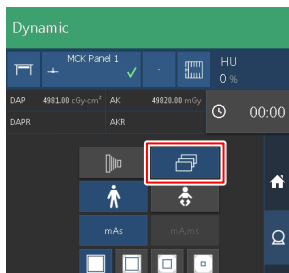 Dynamic
MCK Panel 1
-
HU
0 %
DAP 4981.00 cGy·cm² AK 49820.00 mGy
00:00
DAPR AKR
mAs mA,ms